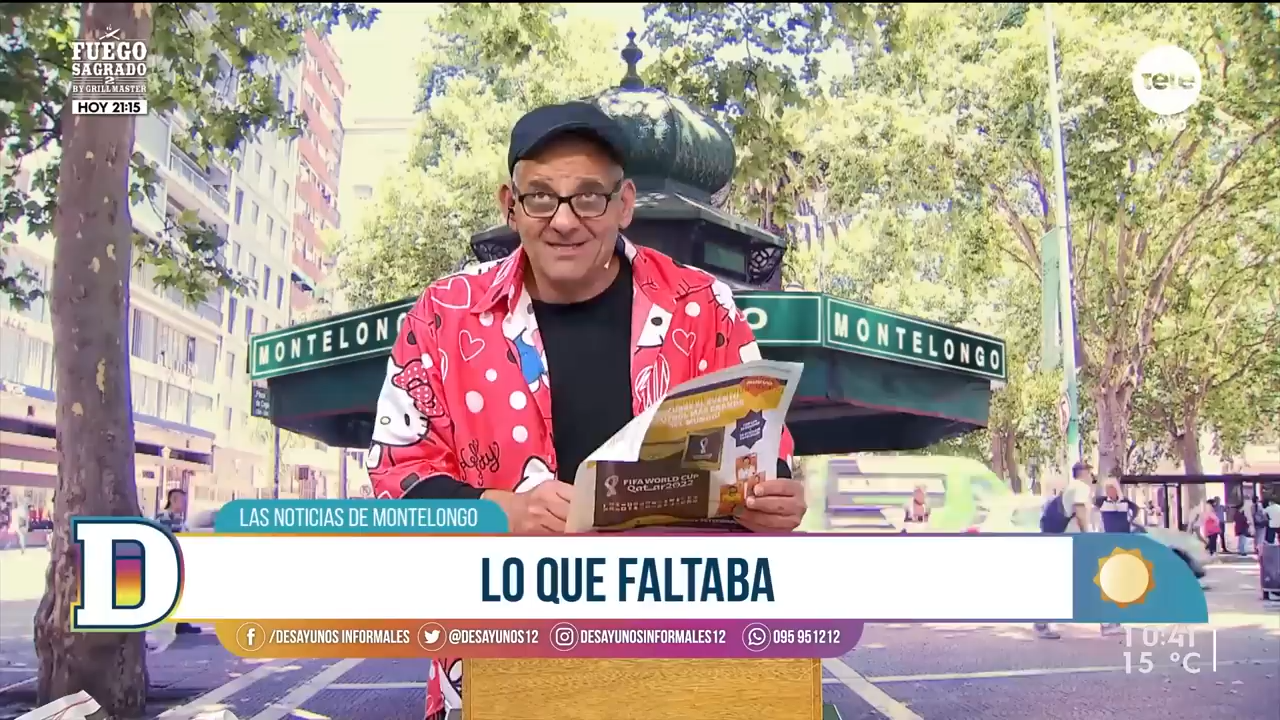 FUEGO
SAGRADO
2
BY GRILLMASTER
HOY 21:15
tele
MONTELONGO
MONTELONGO
FIFA WORLD CUP
Qatar2022
LAS NOTICIAS DE MONTELONGO
D
LO QUE FALTABA
/DESAYUNOS INFORMALES
@DESAYUNOS12
DESAYUNOSINFORMALES12
095 951212
10:41
15 °C